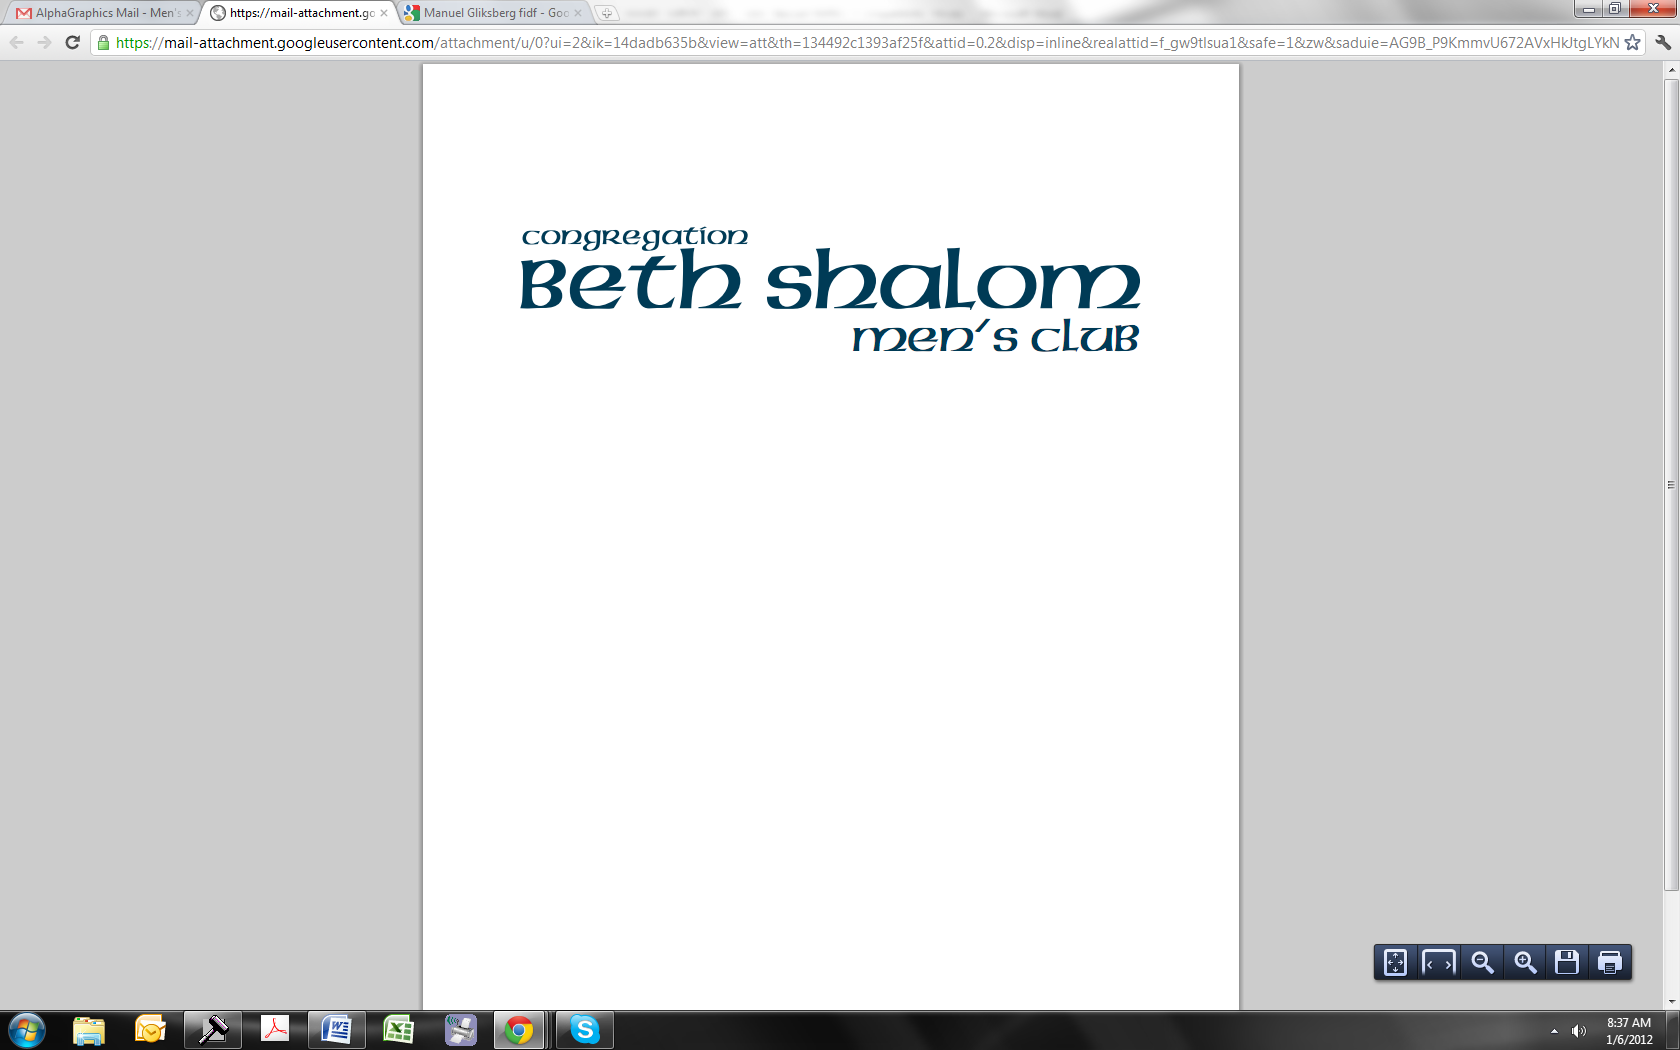 AlphaGraphics Mail - Men's
https://mail-attachment.go
Manuel Gliksberg fidf - Goo
https://mail-attachment.googleusercontent.com/attachment/u/0?ui=2&ik=14dadb635b&view=att&th=134492c1393af25f&attid=0.2&disp=inline&realattid=f_gw9tlsua1&safe=1&zw&saduie=AG9B_P9KmmvU672AVxHkJtgLYkN
congregation
Beth shalom
men's club
8:37 AM
1/6/2012